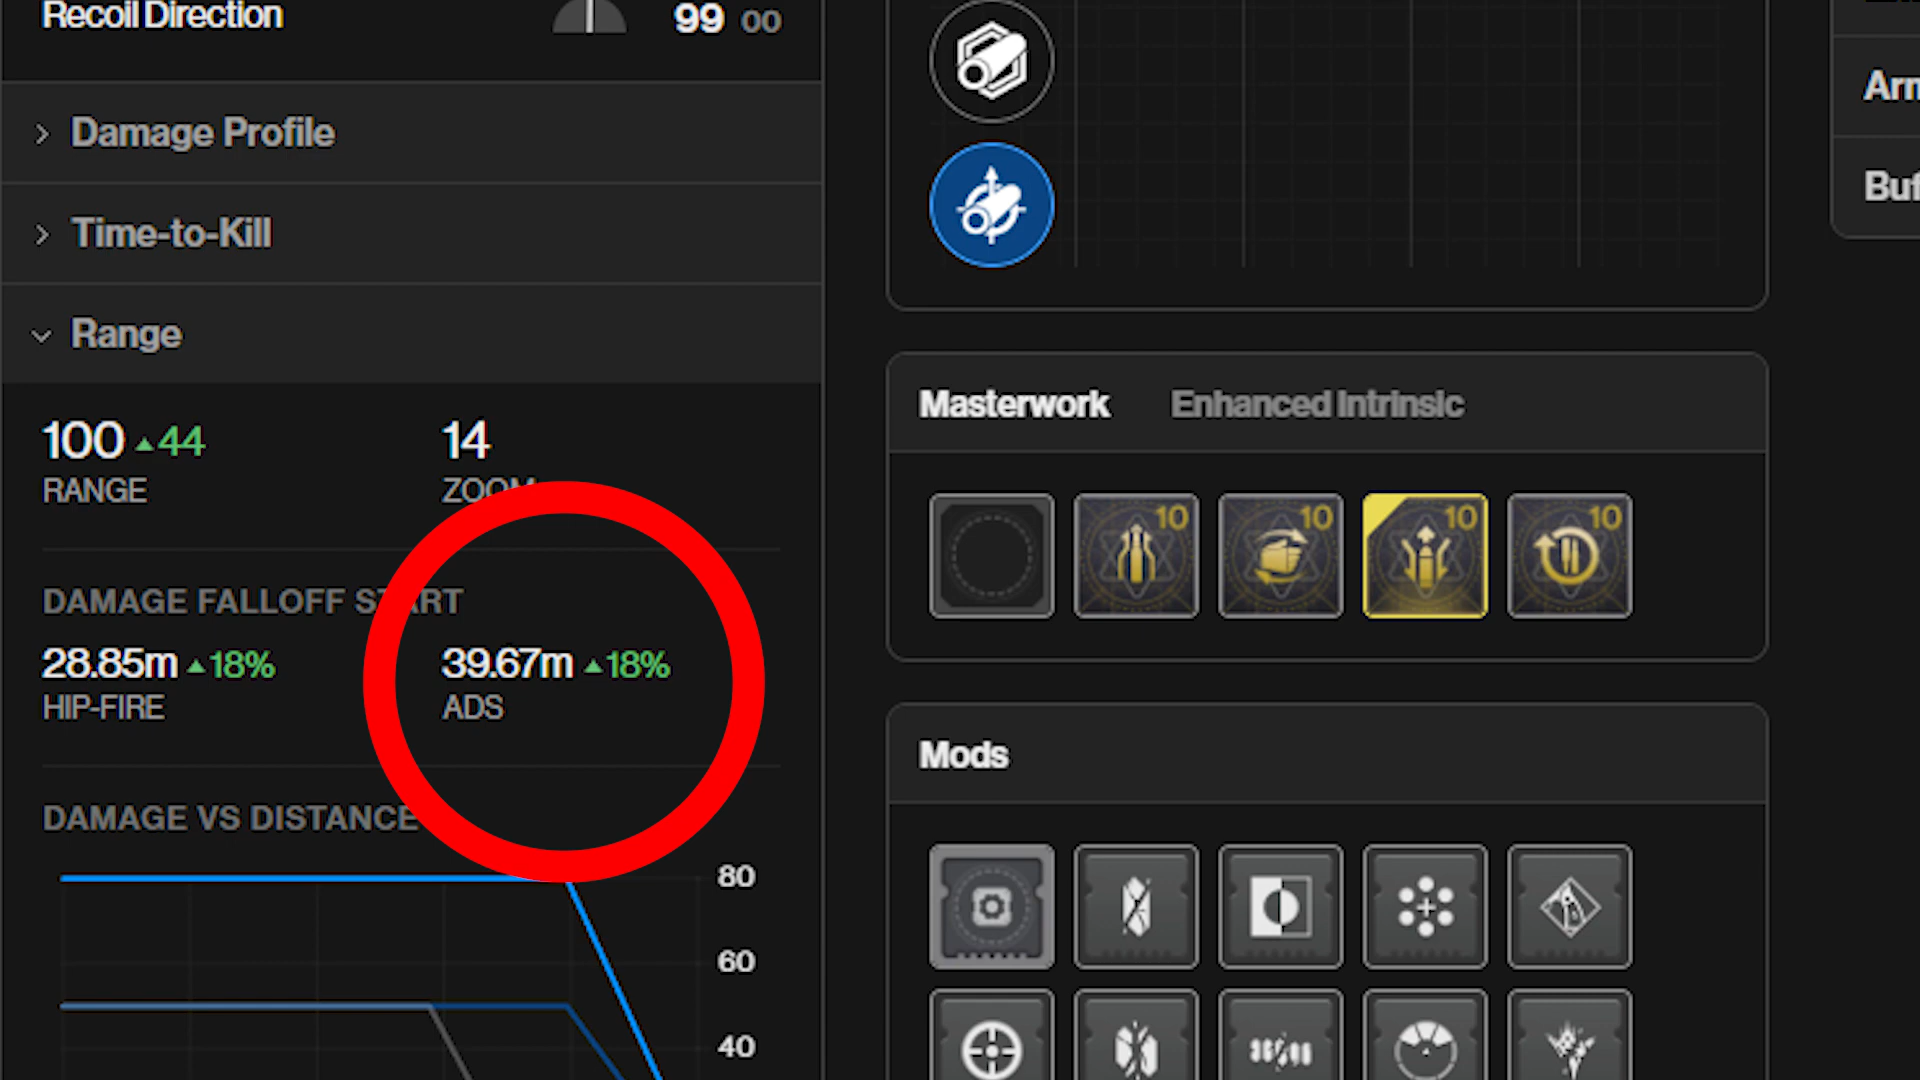 Recoil Direction 99 00
Damage Profile
Time-to-Kill
Range
100 ▲44 14
RANGE ZOOM
DAMAGE FALLOFF START
28.85m ▲18% 39.67m ▲18%
HIP-FIRE ADS
DAMAGE VS DISTANCE
80
60
40
Masterwork Enhanced Intrinsic
10 10 10 10
Mods